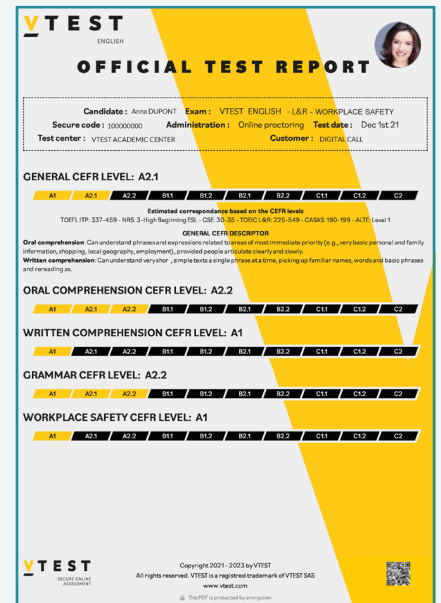 VTEST
ENGLISH
OFFICIAL TEST REPORT
Candidate : Anna DUPONT Exam : VTEST ENGLISH - L&R - WORKPLACE SAFETY
Secure code : 100000000 Administration : Online proctoring Test date : Dec 1st 21
Test center : VTEST ACADEMIC CENTER Customer : DIGITALCALL
GENERAL CEFR LEVEL: A2.1
A1 A2.1 A2.2 B1.1 B1.2 B2.1 B2.2 C1.1 C1.2 C2
Estimated correspondance based on the CEFR levels
TOEFL ITP: 337-459 - NRS: 3 -High Beginning ESL - GSE: 30-35 - TOEIC L&R: 225-549 - CASAS: 190-199 - ALTE: Level 1
GENERAL CEFR DESCRIPTOR
Oral comprehension: Can understand phrases and expressions related to areas of most immediate priority (e.g., very basic personal and family
information, shopping, local geography, employment), provided people articulate clearly and slowly.
Written comprehension: Can understand very shor , simple texts a single phrase at a time, picking up familiar names, words and basic phrases
and rereading as.
ORAL COMPREHENSION CEFR LEVEL: A2.2
A1 A2.1 A2.2 B1.1 B1.2 B2.1 B2.2 C1.1 C1.2 C2
WRITTEN COMPREHENSION CEFR LEVEL: A1
A1 A2.1 A2.2 B1.1 B1.2 B2.1 B2.2 C1.1 C1.2 C2
GRAMMAR CEFR LEVEL: A2.2
A1 A2.1 A2.2 B1.1 B1.2 B2.1 B2.2 C1.1 C1.2 C2
WORKPLACE SAFETY CEFR LEVEL: A1
A1 A2.1 A2.2 B1.1 B1.2 B2.1 B2.2 C1.1 C1.2 C2
VTEST
SECURE ONLINE
ASSESSMENT
Copyright 2021 - 2023 by VTEST
All rights reserved. VTEST is a registred trademark of VTEST SAS
www.vtest.com
This PDF is protected by encryption